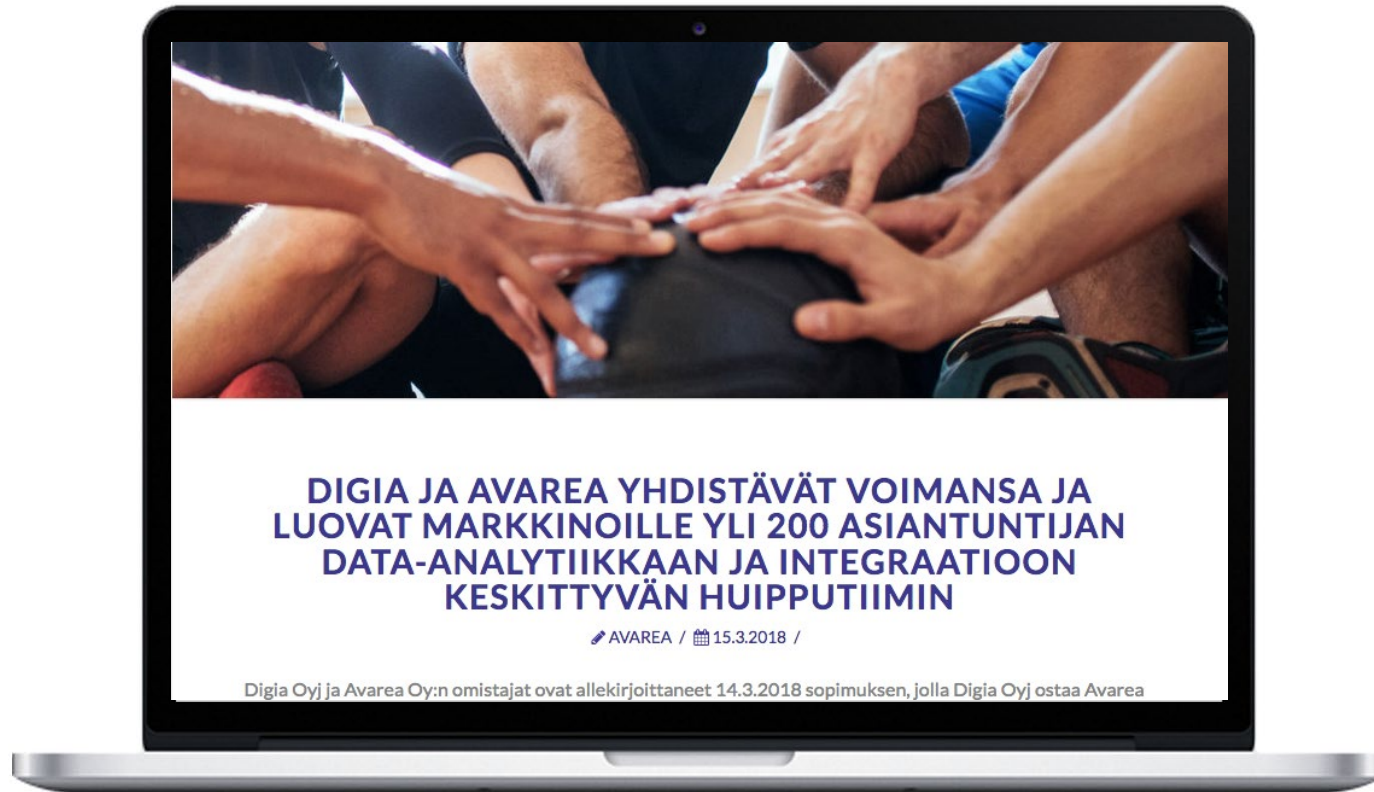 DIGIA JA AVAREA YHDISTÄVÄT VOIMANSA JA
LUOVAT MARKKINOILLE YLI 200 ASIANTUNTIJAN
DATA-ANALYTIIKKAAN JA INTEGRAATIOON
KESKITTYVÄN HUIPPUTIIMIN
AVAREA / 15.3.2018 /
Digia Oyj ja Avarea Oy:n omistajat ovat allekirjoittaneet 14.3.2018 sopimuksen, jolla Digia Oyj ostaa Avarea